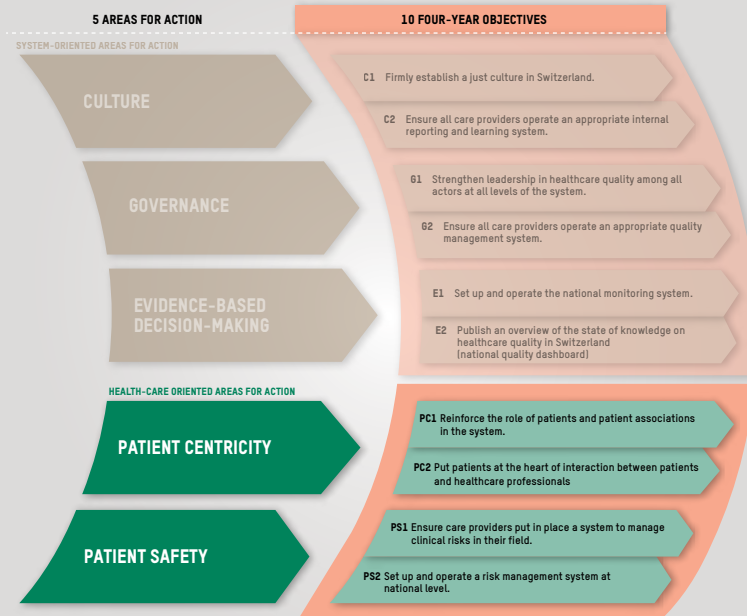 5 AREAS FOR ACTION
10 FOUR-YEAR OBJECTIVES
SYSTEM-ORIENTED AREAS FOR ACTION
CULTURE
C1 Firmly establish a just culture in Switzerland.
C2 Ensure all care providers operate an appropriate internal
reporting and learning system.
GOVERNANCE
G1 Strengthen leadership in healthcare quality among all
actors at all levels of the system.
G2 Ensure all care providers operate an appropriate quality
management system.
EVIDENCE-BASED
DECISION-MAKING
E1 Set up and operate the national monitoring system.
E2 Publish an overview of the state of knowledge on
healthcare quality in Switzerland
(national quality dashboard)
HEALTH-CARE ORIENTED AREAS FOR ACTION
PATIENT CENTRICITY
PC1 Reinforce the role of patients and patient associations
in the system.
PC2 Put patients at the heart of interaction between patients
and healthcare professionals
PATIENT SAFETY
PS1 Ensure care providers put in place a system to manage
clinical risks in their field.
PS2 Set up and operate a risk management system at
national level.